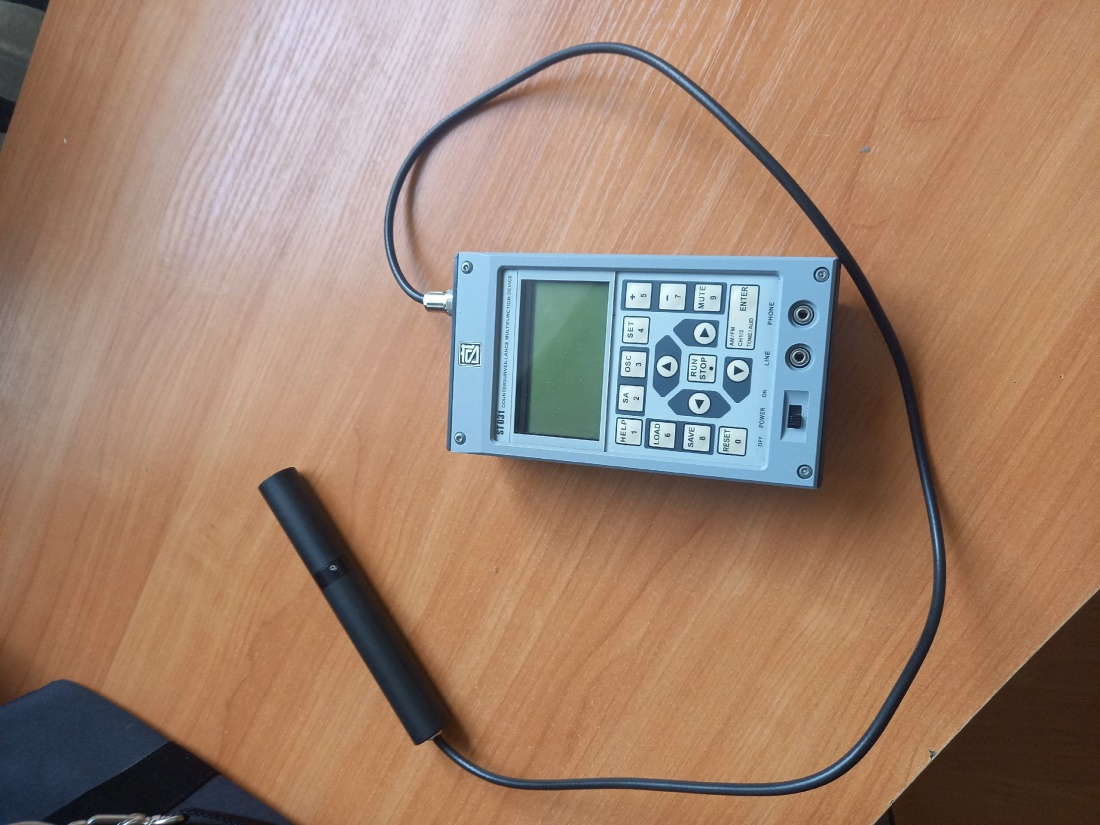 ST 031 COUNTERSURVEILLANCE MULTIFUNCTION DEVICE
HELP SA OSC SET +
1 2 3 4 5
LOAD −
6 7
SAVE RUN MUTE
8 STOP 9
RESET
0
AM/FM
CH1/2 ENTER
TONE/AUD
OFF POWER ON LINE PHONE